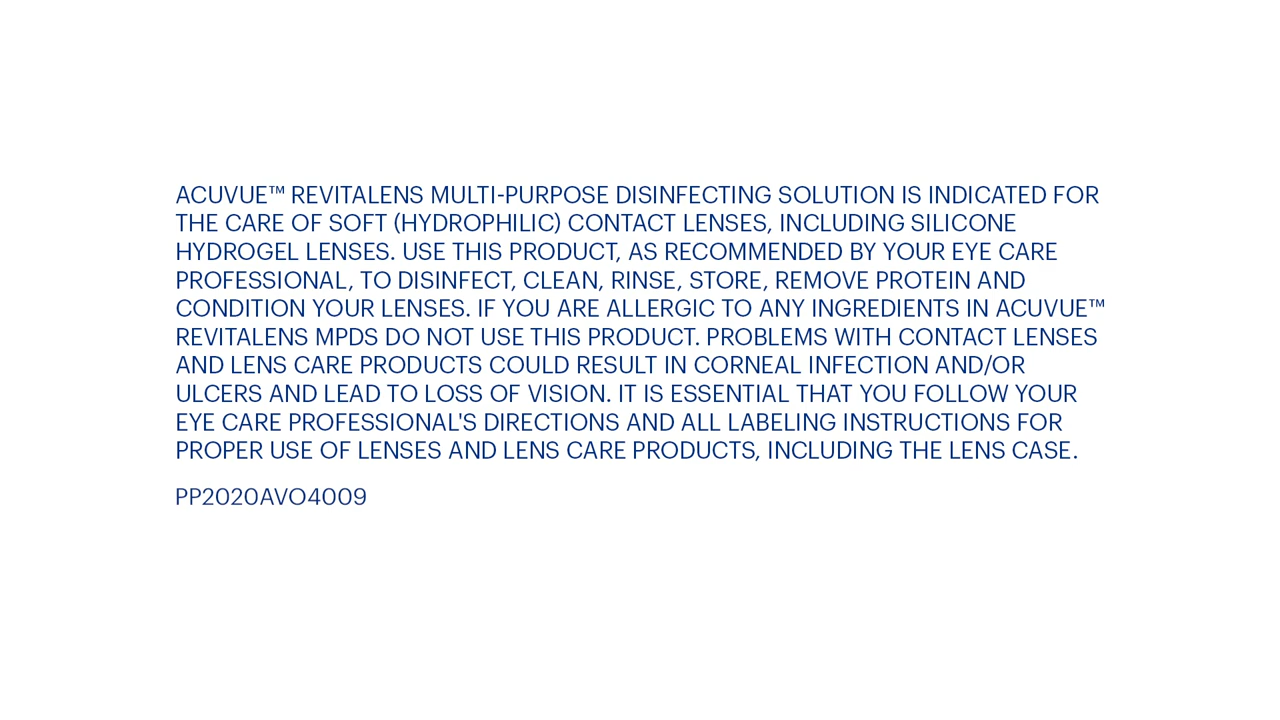 ACUVUE™ REVITALENS MULTI-PURPOSE DISINFECTING SOLUTION IS INDICATED FOR
THE CARE OF SOFT (HYDROPHILIC) CONTACT LENSES, INCLUDING SILICONE
HYDROGEL LENSES. USE THIS PRODUCT, AS RECOMMENDED BY YOUR EYE CARE
PROFESSIONAL, TO DISINFECT, CLEAN, RINSE, STORE, REMOVE PROTEIN AND
CONDITION YOUR LENSES. IF YOU ARE ALLERGIC TO ANY INGREDIENTS IN ACUVUE™
REVITALENS MPDS DO NOT USE THIS PRODUCT. PROBLEMS WITH CONTACT LENSES
AND LENS CARE PRODUCTS COULD RESULT IN CORNEAL INFECTION AND/OR
ULCERS AND LEAD TO LOSS OF VISION. IT IS ESSENTIAL THAT YOU FOLLOW YOUR
EYE CARE PROFESSIONAL'S DIRECTIONS AND ALL LABELING INSTRUCTIONS FOR
PROPER USE OF LENSES AND LENS CARE PRODUCTS, INCLUDING THE LENS CASE.
PP2020AVO4009